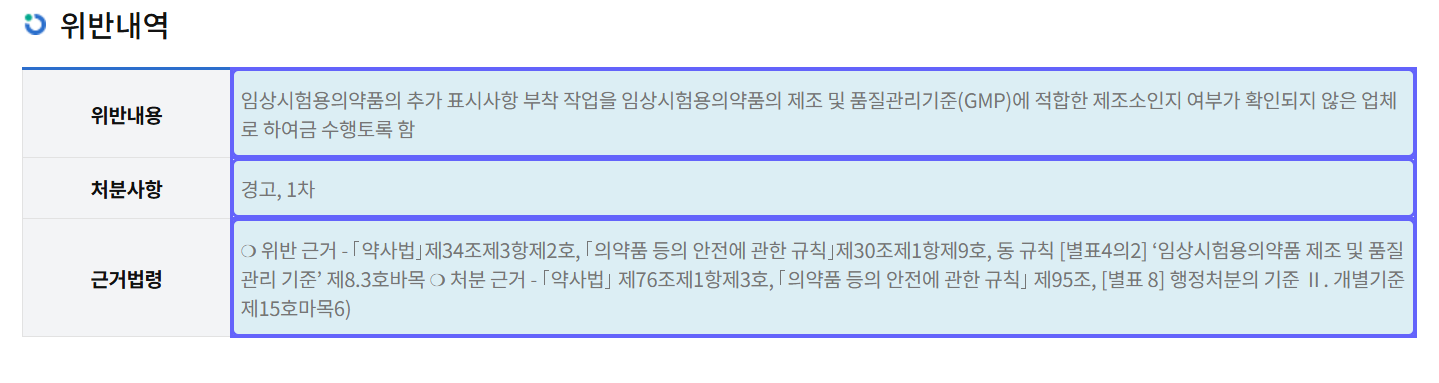 위반내역
위반내용
임상시험용의약품의 추가 표시사항 부착 작업을 임상시험용의약품의 제조 및 품질관리기준(GMP)에 적합한 제조소인지 여부가 확인되지 않은 업체
로 하여금 수행토록 함
처분사항
경고, 1차
근거법령
❍ 위반 근거 - ｢약사법｣제34조제3항제2호, ｢의약품 등의 안전에 관한 규칙｣제30조제1항제9호, 동 규칙 [별표4의2] ‘임상시험용의약품 제조 및 품질
관리 기준’ 제8.3호바목 ❍ 처분 근거 - ｢약사법｣ 제76조제1항제3호, ｢의약품 등의 안전에 관한 규칙｣ 제95조, [별표 8] 행정처분의 기준 Ⅱ. 개별기준
제15호마목6)